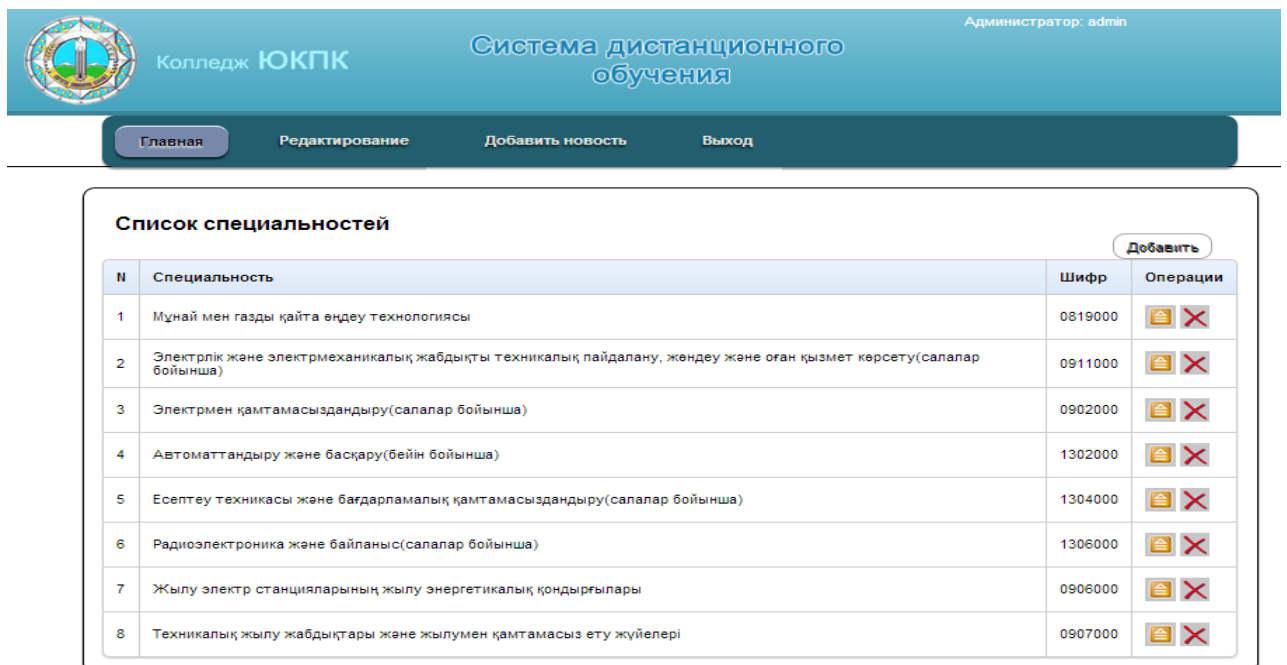 Администратор: admin
Колледж ЮКПК
Система дистанционного
обучения
Главная Редактирование Добавить новость Выход
Список специальностей
Добавить
N Специальность Шифр Операции
1 Мұнай мен газды қайта өңдеу технологиясы 0819000
2 Электрлік және электрмеханикалық жабдықты техникалық пайдалану, жөндеу және оған қызмет көрсету(салалар
бойынша) 0911000
3 Электрмен қамтамасыздандыру(салалар бойынша) 0902000
4 Автоматтандыру және басқару(бейін бойынша) 1302000
5 Есептеу техникасы және бағдарламалық қамтамасыздандыру(салалар бойынша) 1304000
6 Радиоэлектроника және байланыс(салалар бойынша) 1306000
7 Жылу электр станцияларының жылу энергетикалық қондырғылары 0906000
8 Техникалық жылу жабдықтары және жылумен қамтамасыз ету жүйелері 0907000